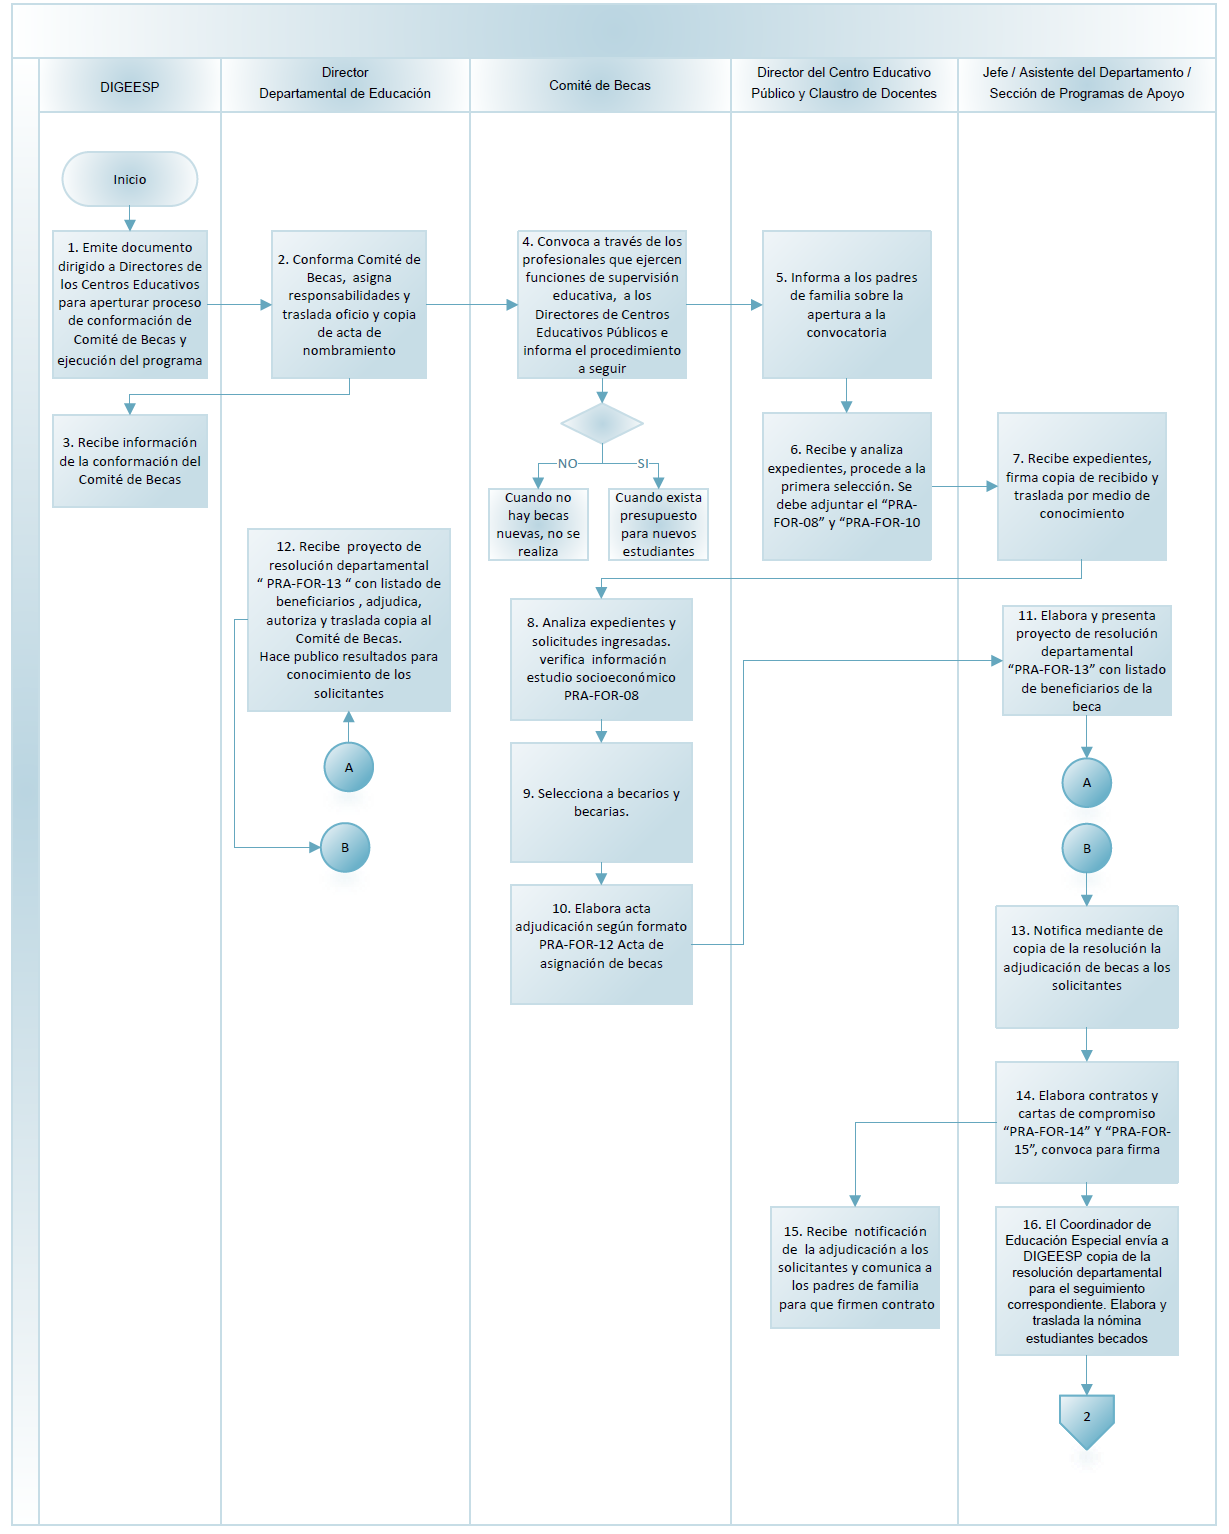 DIGEESP
Director
Departamental de Educación
Comité de Becas
Director del Centro Educativo
Público y Claustro de Docentes
Jefe / Asistente del Departamento /
Sección de Programas de Apoyo
Inicio
1. Emite documento
dirigido a Directores de
los Centros Educativos
para aperturar proceso
de conformación de
Comité de Becas y
ejecución del programa
2. Conforma Comité de
Becas, asigna
responsabilidades y
traslada oficio y copia
de acta de
nombramiento
3. Recibe información
de la conformación del
Comité de Becas
4. Convoca a través de los
profesionales que ejercen
funciones de supervisión
educativa, a los
Directores de Centros
Educativos Públicos e
informa el procedimiento
a seguir
NO
SI
Cuando no
hay becas
nuevas, no se
realiza
Cuando exista
presupuesto
para nuevos
estudiantes
5. Informa a los padres
de familia sobre la
apertura a la
convocatoria
6. Recibe y analiza
expedientes, procede a la
primera selección. Se
debe adjuntar el “PRA-
FOR-08” y “PRA-FOR-10
7. Recibe expedientes,
firma copia de recibido y
traslada por medio de
conocimiento
8. Analiza expedientes y
solicitudes ingresadas.
verifica información
estudio socioeconómico
PRA-FOR-08
9. Selecciona a becarios y
becarias.
10. Elabora acta
adjudicación según formato
PRA-FOR-12 Acta de
asignación de becas
11. Elabora y presenta
proyecto de resolución
departamental
“PRA-FOR-13” con listado
de beneficiarios de la
beca
A
12. Recibe proyecto de
resolución departamental
“ PRA-FOR-13 “ con listado de
beneficiarios , adjudica,
autoriza y traslada copia al
Comité de Becas.
Hace publico resultados para
conocimiento de los
solicitantes
A
B
B
13. Notifica mediante de
copia de la resolución la
adjudicación de becas a los
solicitantes
14. Elabora contratos y
cartas de compromiso
“PRA-FOR-14” Y “PRA-FOR-
15”, convoca para firma
15. Recibe notificación
de la adjudicación a los
solicitantes y comunica a
los padres de familia
para que firmen contrato
16. El Coordinador de
Educación Especial envía a
DIGEESP copia de la
resolución departamental
para el seguimiento
correspondiente. Elabora y
traslada la nómina
estudiantes becados
2